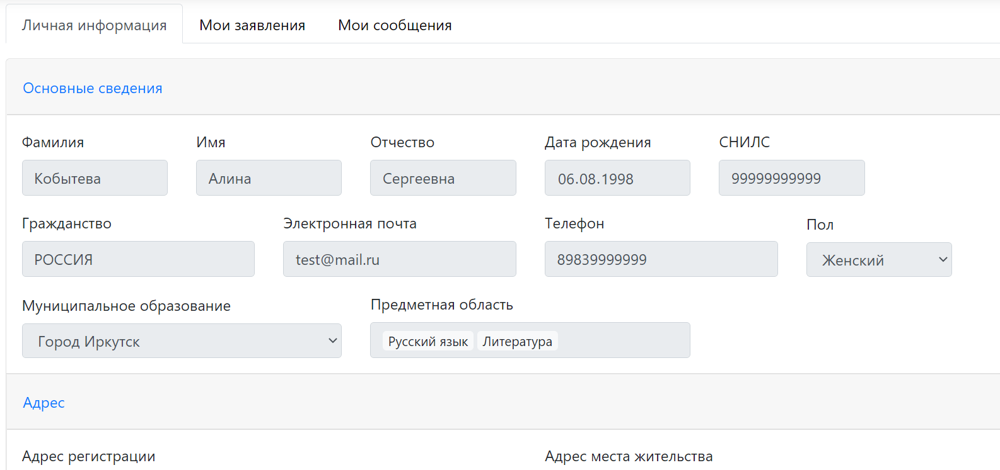 Личная информация Мои заявления Мои сообщения
Основные сведения
Фамилия Имя Отчество Дата рождения СНИЛС
Кобытева Алина Сергеевна 06.08.1998 99999999999
Гражданство Электронная почта Телефон Пол
РОССИЯ test@mail.ru 89839999999 Женский
Муниципальное образование Предметная область
Город Иркутск Русский язык Литература
Адрес
Адрес регистрации Адрес места жительства